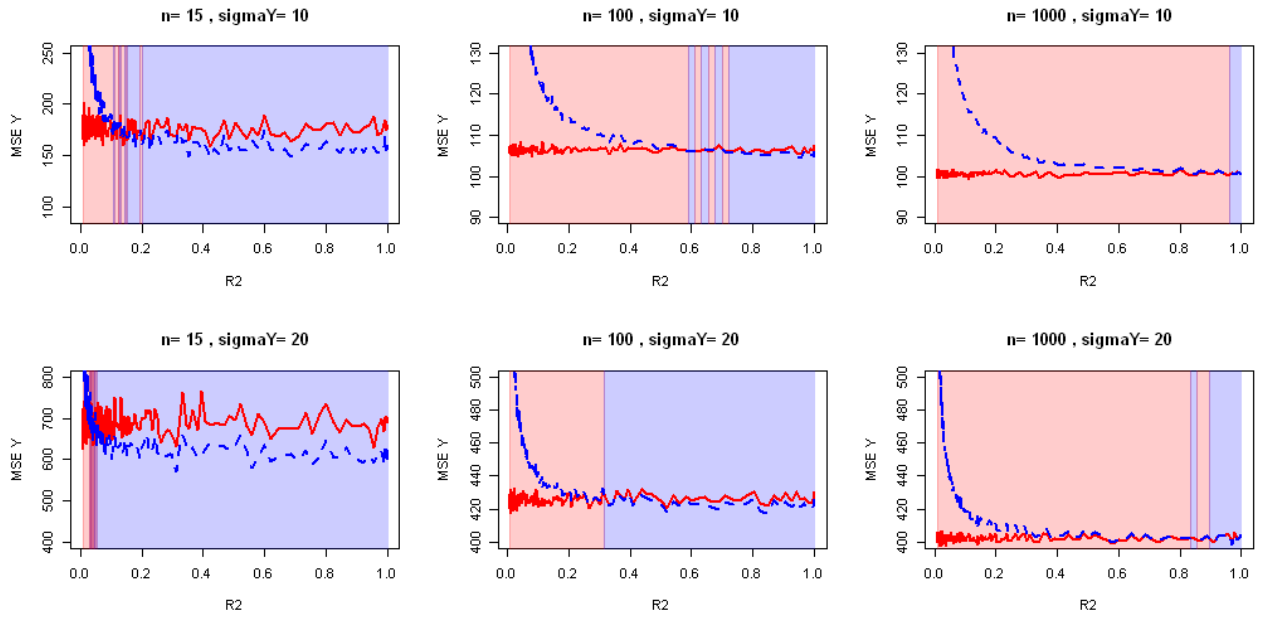 n= 15 , sigmaY= 10
MSE Y
100 150 200 250
0.0 0.2 0.4 0.6 0.8 1.0
R2
n= 100 , sigmaY= 10
MSE Y
90 100 110 120 130
0.0 0.2 0.4 0.6 0.8 1.0
R2
n= 1000 , sigmaY= 10
MSE Y
90 100 110 120 130
0.0 0.2 0.4 0.6 0.8 1.0
R2
n= 15 , sigmaY= 20
MSE Y
400 500 600 700 800
0.0 0.2 0.4 0.6 0.8 1.0
R2
n= 100 , sigmaY= 20
MSE Y
400 420 440 460 480 500
0.0 0.2 0.4 0.6 0.8 1.0
R2
n= 1000 , sigmaY= 20
MSE Y
400 420 440 460 480 500
0.0 0.2 0.4 0.6 0.8 1.0
R2